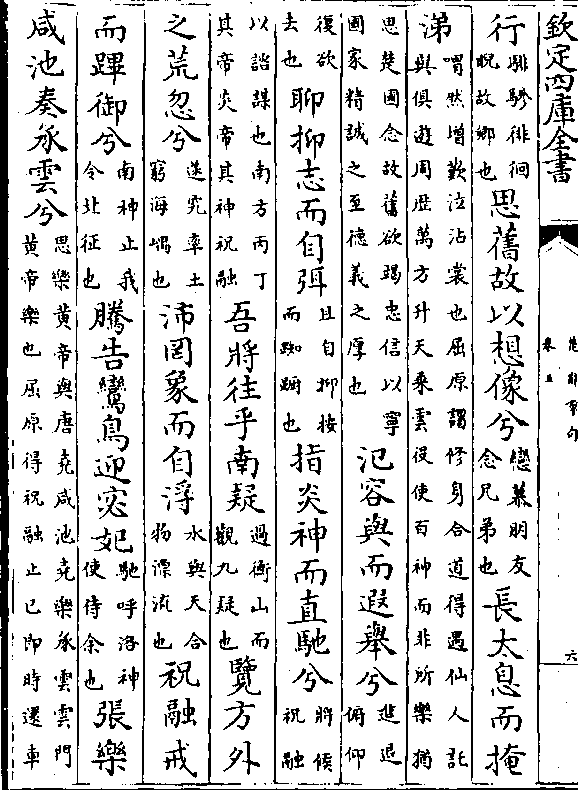 欽定四庫全書
楚辭章句
卷五
六
行騑驂徘徊睨故鄉也思舊故以想像兮戀慕朋友念兄弟也長太息而掩
涕喟然增歎泣沾裳也屈原謂修身合道得遇仙人託與俱遊周歴萬方升天乗雲役使百神而非所樂猶
思楚國念故舊欲竭忠信以寧國家精誠之至德義之厚也氾容與而遐舉兮進退俯仰
復欲去也聊抑志而自弭且自抑按而踟躕也指炎神而直馳兮將候祝融
以諮謀也南方丙丁其帝炎帝其神祝融吾將往乎南疑過衡山而觀九疑也覽方外
之荒忽兮遂究率土窮海嵎也沛罔象而自浮水與天合物漂流也祝融戒
而蹕御兮南神止我令北征也騰告鸞鳥迎宓妃馳呼洛神使侍余也張樂
咸池奏承雲兮思樂黄帝與唐堯咸池堯樂承雲雲門黄帝樂也屈原得祝融止已即時還車